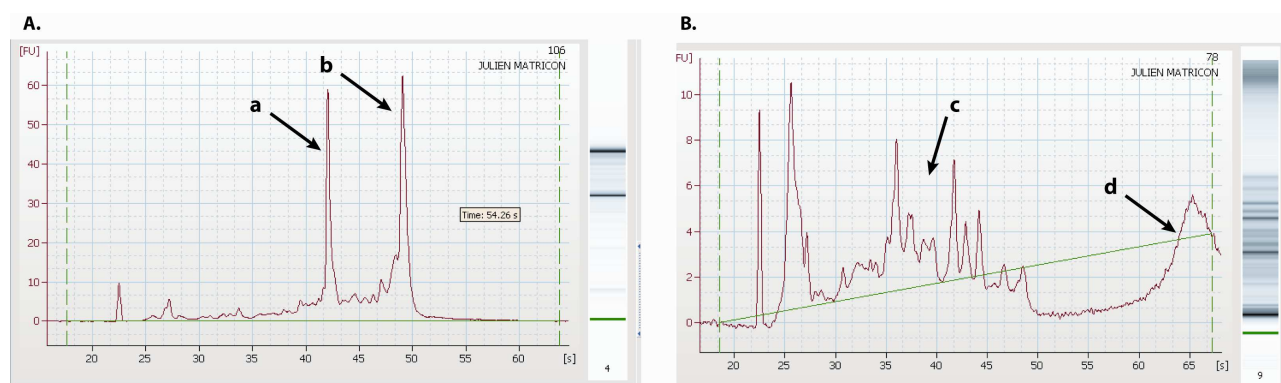 A.
[FU]
106
JULIEN MATRICON
60
50
40
30
20
10
0
a
b
Time: 54.26 s
20 25 30 35 40 45 50 55 60 [s]
4
B.
FU]
78
JULIEN MATRICON
10
8
6
4
2
0
c
d
20 25 30 35 40 45 50 55 60 65 [s]
9